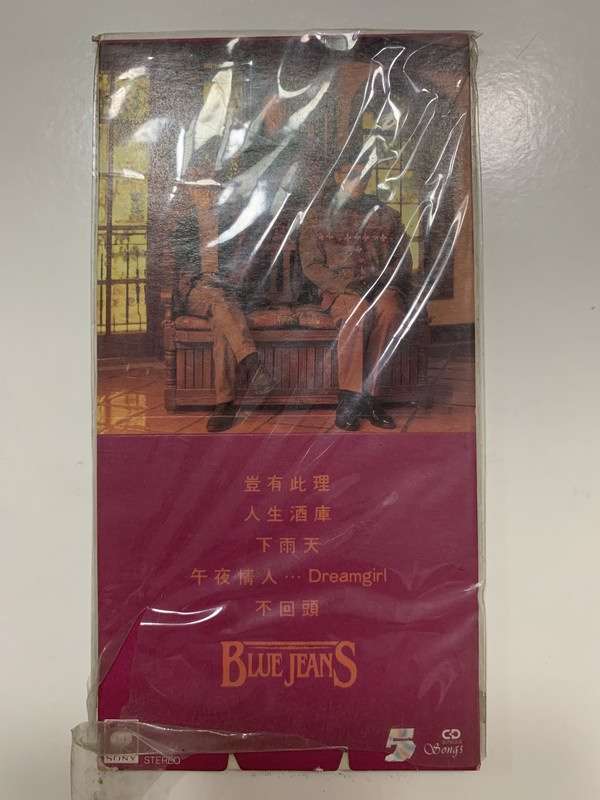 豈有此理
人生酒庫
下雨天
午夜情人… Dreamgirl
不回頭
BLUE JEANS
SONY
STEREO
5
CD
Songs